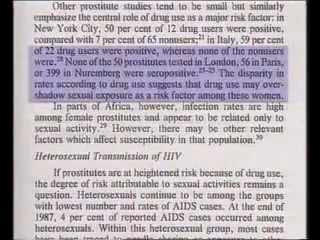 Other prostitute studies tend to be small but similarly
emphasize the central role of drug use as a major risk factor: in
New York City, 50 per cent of 12 drug users were positive,
compared with 7 per cent of 65 nonusers; in Italy, 59 per cent
of 22 drug users were positive, whereas none of the nonusers
were. None of the 50 prostitutes tested in London, 56 in Paris,
or 399 in Nuremberg were seropositive. The disparity in
rates according to drug use suggests that drug use may over-
shadow sexual exposure as a risk factor among these women.
In parts of Africa, however, infection rates are high
among female prostitutes and appear to be related only to
sexual activity.²⁹ However, there may be other relevant
factors which affect susceptibility in that population.³⁰
Heterosexual Transmission of HIV
If prostitutes are at heightened risk because of drug use,
the degree of risk attributable to sexual activities remains a
question. Heterosexuals continue to be among the groups
with lowest number and rates of AIDS cases. At the end of
1987, 4 per cent of reported AIDS cases occurred among
heterosexuals. Within this heterosexual group, most cases